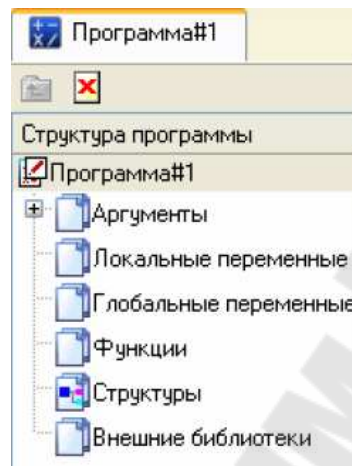 Программа#1
Структура программы
Программа#1
Аргументы
Локальные переменные
Глобальные переменные
Функции
Структуры
Внешние библиотеки